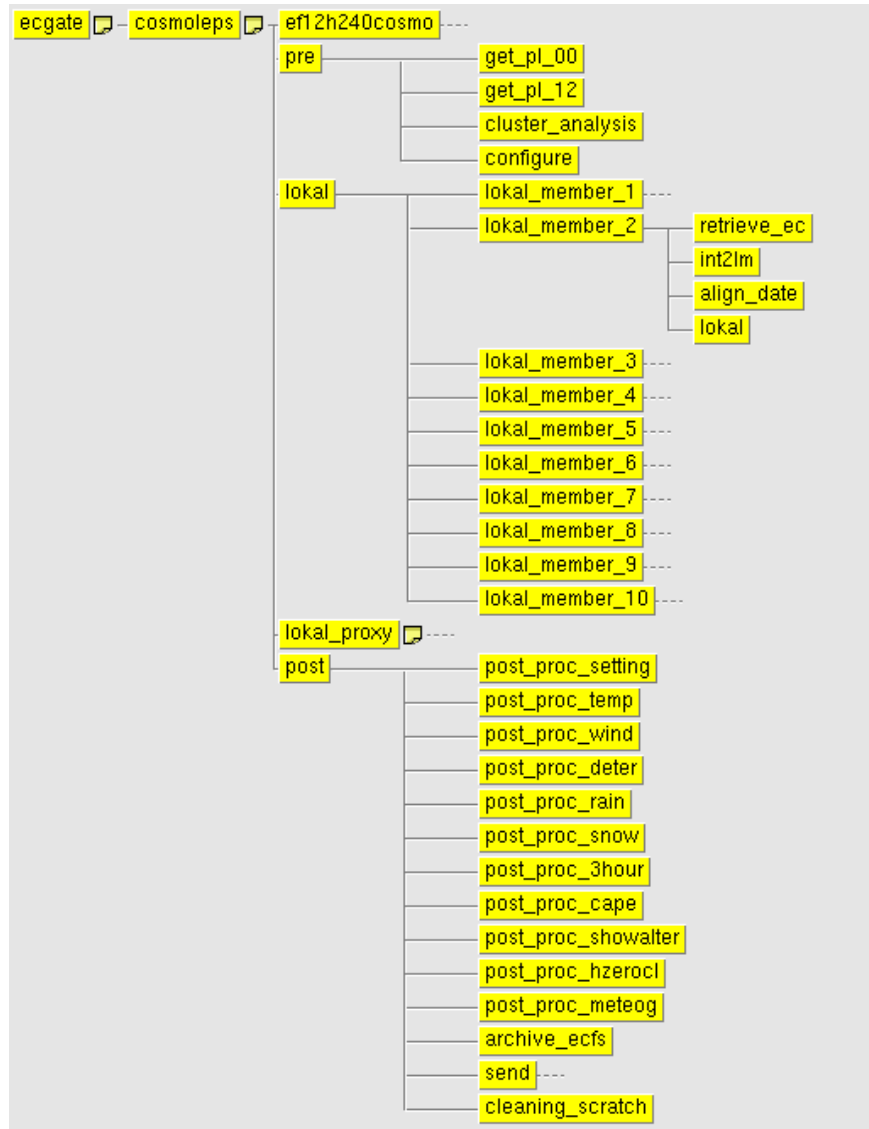 ecgate cosmoleps ef12h240cosmo
pre get_pl_00
get_pl_12
cluster_analysis
configure
lokal lokal_member_1
lokal_member_2 retrieve_ec
int2lm
align_date
lokal
lokal_member_3
lokal_member_4
lokal_member_5
lokal_member_6
lokal_member_7
lokal_member_8
lokal_member_9
lokal_member_10
lokal_proxy
post post_proc_setting
post_proc_temp
post_proc_wind
post_proc_deter
post_proc_rain
post_proc_snow
post_proc_3hour
post_proc_cape
post_proc_showalter
post_proc_hzerocl
post_proc_meteog
archive_ecfs
send
cleaning_scratch